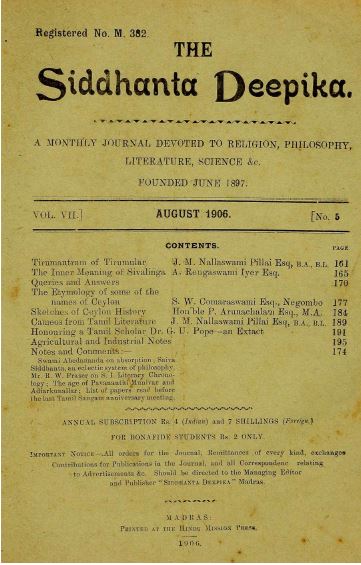 Registered No. M. 382.
THE
Siddhanta Deepika.
A MONTHLY JOURNAL DEVOTED TO RELIGION, PHILOSOPHY,
LITERATURE, SCIENCE &c.
FOUNDED JUNE 1897.
VOL. VII.] AUGUST 1906. [No. 5
CONTENTS.
PAGE
Tirumantram of Tirumular J. M. Nallaswami Pillai Esq, B.A., B.L. 161
The Inner Meaning of Sivalinga A. Rengaswami Iyer Esq. 165
Queries and Answers 170
The Etymology of some of the
names of Ceylon S. W. Coomaraswami Esq., Negombo 177
Sketches of Ceylon History Hon'ble P. Arunachalam Esq., M.A. 184
Cameos from Tamil Literature J. M. Nallaswami Pillai Esq, B.A., B.L. 189
Honouring a Tamil Scholar Dr. G. U. Pope—an Extact 191
Agricultural and Industrial Notes 195
Notes and Comments:— 174
Swami Abedananda on absorption; Saiva
Siddhanta, an eclectic system of philosophy.
Mr. R. W. Fraser on S. I. Literary Chrono-
logy; The age of Pavananthi Munivar and
Adiarkunallar; List of papers read before
the last Tamil Sangam anniversary meeting.
ANNUAL SUBSCRIPTION Rs. 4 (Indian) and 7 SHILLINGS (Foreign.)
FOR BONAFIDE STUDENTS Rs. 2 ONLY.
IMPORTANT NOTICE—All orders for the Journal, Remittances of every kind, exchanges
Contributions for Publications in the Journal, and all Correspondenc relating
to Advertisements &c. Should be directed to the Managing Editor
and Publisher "SIDDHANTA DEEPIKA" Madras.
MADRAS:
PRINTED AT THE HINDU MISSION PRESS.
1906.